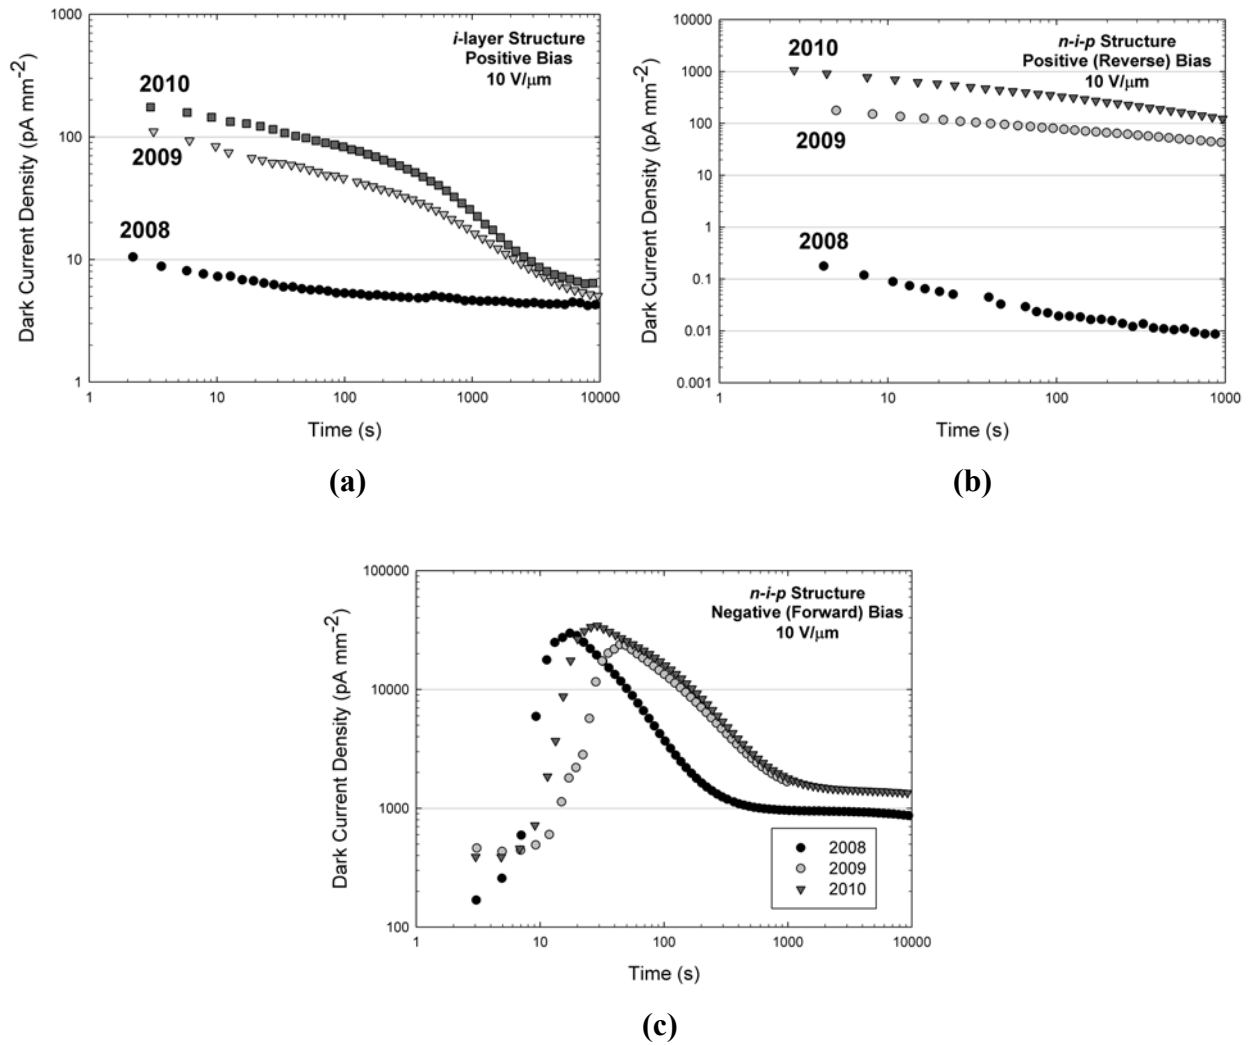 1000
100
10
1
Dark Current Density (pA mm⁻²)
i-layer Structure
Positive Bias
10 V/μm
2010
2009
2008
1 10 100 1000 10000
Time (s)
(a)
10000
1000
100
10
1
0.1
0.01
0.001
Dark Current Density (pA mm⁻²)
n-i-p Structure
Positive (Reverse) Bias
10 V/μm
2010
2009
2008
1 10 100 1000
Time (s)
(b)
100000
10000
1000
100
Dark Current Density (pA mm⁻²)
n-i-p Structure
Negative (Forward) Bias
10 V/μm
2008
2009
2010
1 10 100 1000 10000
Time (s)
(c)